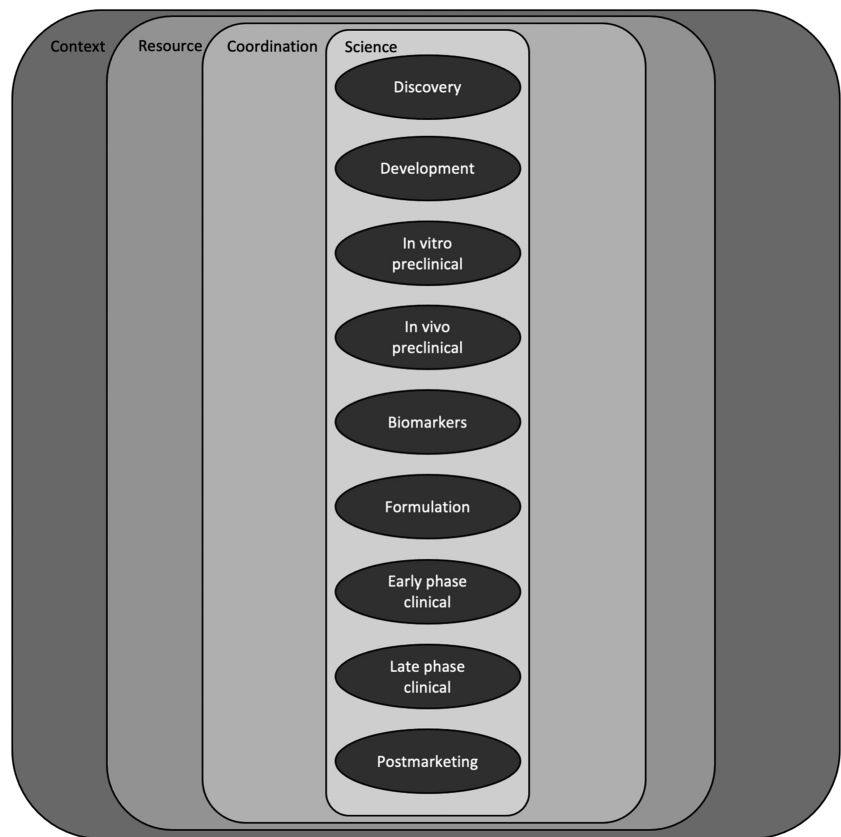 Context
Resource
Coordination
Science
Discovery
Development
In vitro
preclinical
In vivo
preclinical
Biomarkers
Formulation
Early phase
clinical
Late phase
clinical
Postmarketing